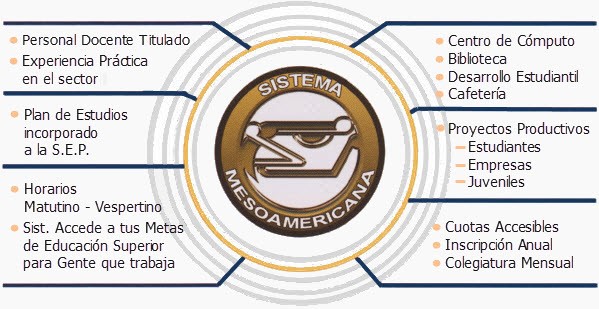 Personal Docente Titulado
Experiencia Práctica
en el sector
Plan de Estudios
incorporado
a la S.E.P.
Horarios
Matutino - Vespertino
Sist. Accede a tus Metas
de Educación Superior
para Gente que trabaja
SISTEMA
MESOAMERICANA
Centro de Cómputo
Biblioteca
Desarrollo Estudiantil
Cafetería
Proyectos Productivos
Estudiantes
Empresas
Juveniles
Cuotas Accesibles
Inscripción Anual
Colegiatura Mensual